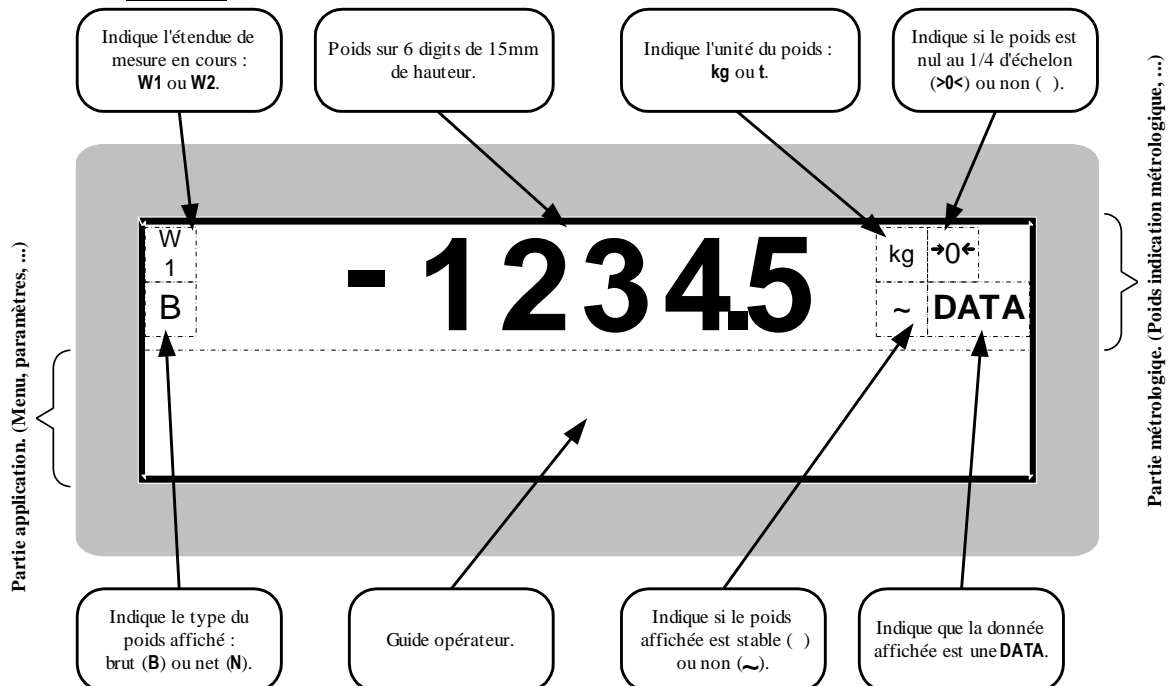 Indique l'étendue de
mesure en cours :
W1 ou W2.
Poids sur 6 digits de 15mm
de hauteur.
Indique l'unité du poids :
kg ou t.
Indique si le poids est
nul au 1/4 d'échelon
(>0<) ou non (  ).
Partie application. (Menu, paramètres, ...)
W
1
B
- 1234.5
kg
→0←
~
DATA
Partie métrologiqe. (Poids indication métrologique, ...)
Indique le type du
poids affiché :
brut (B) ou net (N).
Guide opérateur.
Indique si le poids
affichée est stable (  )
ou non (~).
Indique que la donnée
affichée est une DATA.